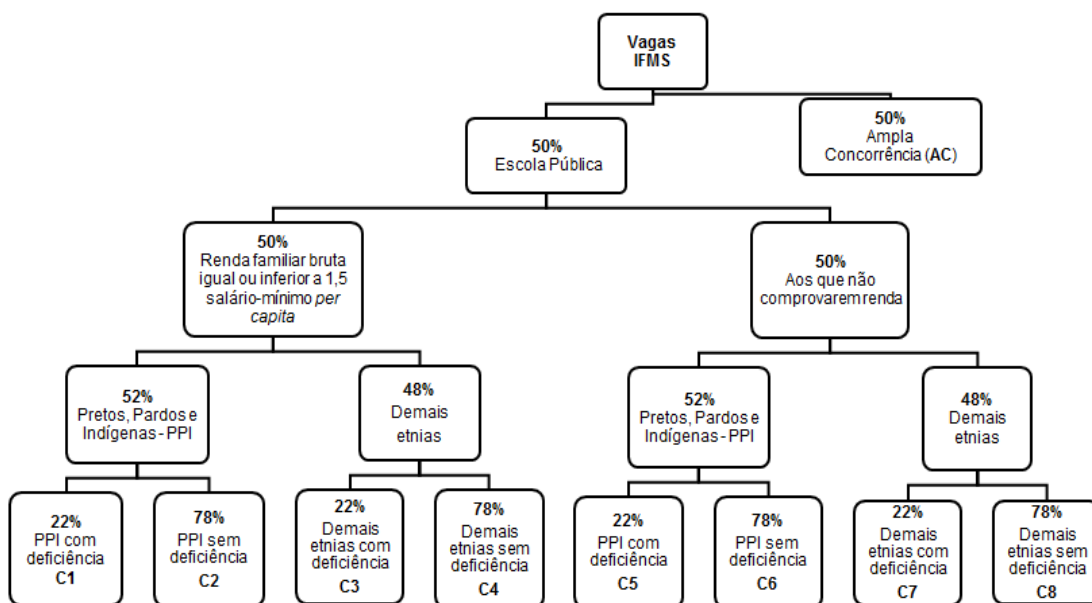 Vagas
IFMS
50%
Ampla
Concorrência (AC)
50%
Escola Pública
50%
Renda familiar bruta
igual ou inferior a 1,5
salário-mínimo per
capita
50%
Aos que não
comprovarem renda
52%
Pretos, Pardos e
Indígenas - PPI
48%
Demais
etnias
52%
Pretos, Pardos e
Indígenas - PPI
48%
Demais
etnias
22%
PPI com
deficiência
C1
78%
PPI sem
deficiência
C2
22%
Demais
etnias com
deficiência
C3
78%
Demais
etnias sem
deficiência
C4
22%
PPI com
deficiência
C5
78%
PPI sem
deficiência
C6
22%
Demais
etnias com
deficiência
C7
78%
Demais
etnias sem
deficiência
C8